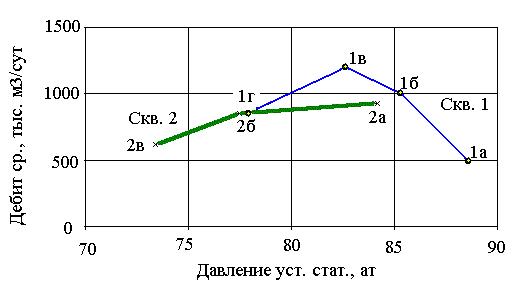 1500
1в
1г
1б
1000
Скв. 2
Скв. 1
2б
2а
2в
1а
500
0
70
75
80
85
90
Дебит ср., тыс. м3/сут
Давление уст. стат., ат